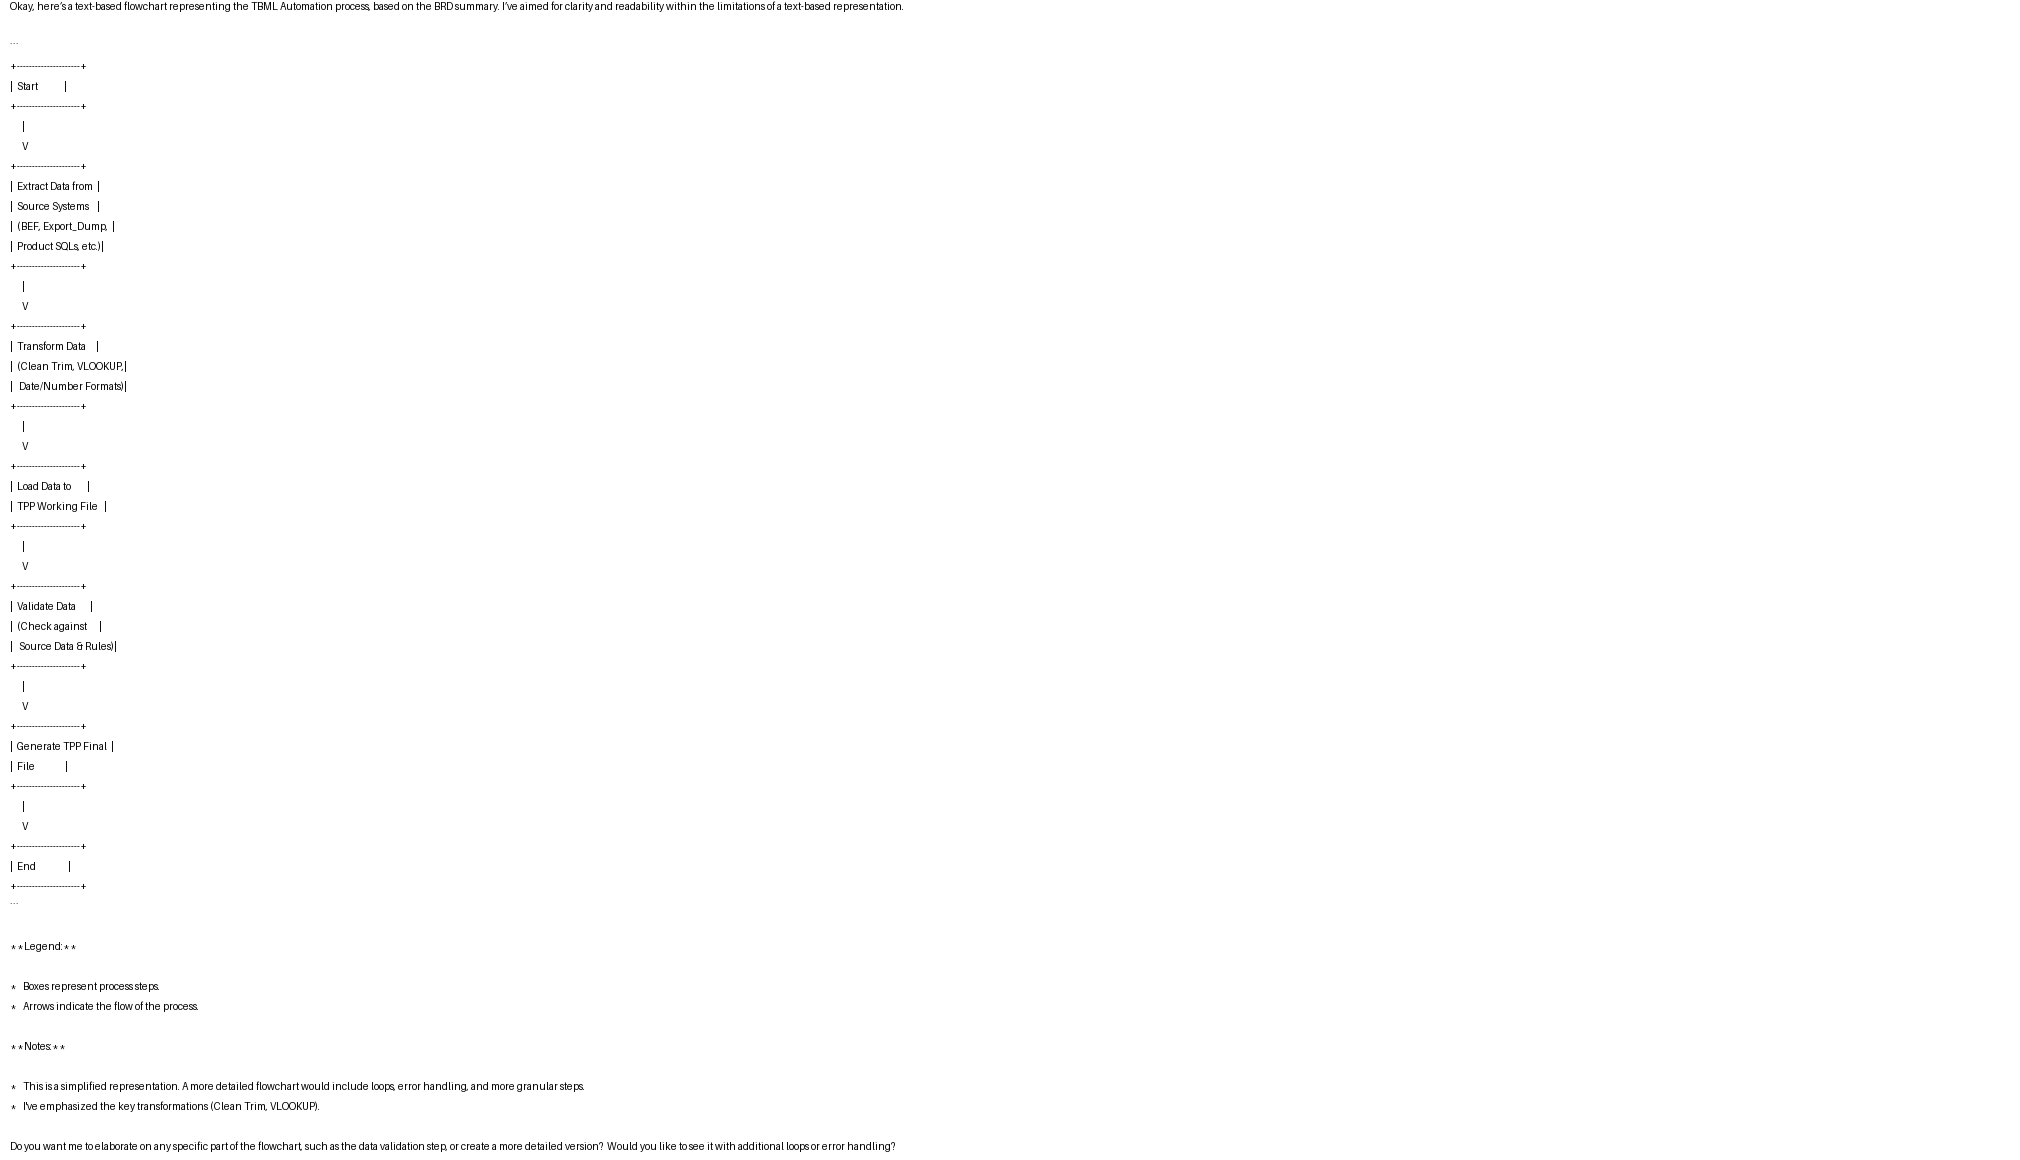 Okay, here's a text-based flowchart representing the TBML Automation process, based on the BRD summary. I've aimed for clarity and readability within the limitations of a text-based representation.
```
+---------------------+
| Start |
+---------------------+
|
V
+---------------------+
| Extract Data from |
| Source Systems |
| (BEF, Export_Dump, |
| Product SQLs, etc.)|
+---------------------+
|
V
+---------------------+
| Transform Data |
| (Clean Trim, VLOOKUP,|
| Date/Number Formats)|
+---------------------+
|
V
+---------------------+
| Load Data to |
| TPP Working File |
+---------------------+
|
V
+---------------------+
| Validate Data |
| (Check against |
| Source Data & Rules)|
+---------------------+
|
V
+---------------------+
| Generate TPP Final |
| File |
+---------------------+
|
V
+---------------------+
| End |
+---------------------+
```
**Legend:**
* Boxes represent process steps.
* Arrows indicate the flow of the process.
**Notes:**
* This is a simplified representation. A more detailed flowchart would include loops, error handling, and more granular steps.
* I've emphasized the key transformations (Clean Trim, VLOOKUP).
Do you want me to elaborate on any specific part of the flowchart, such as the data validation step, or create a more detailed version? Would you like to see it with additional loops or error handling?